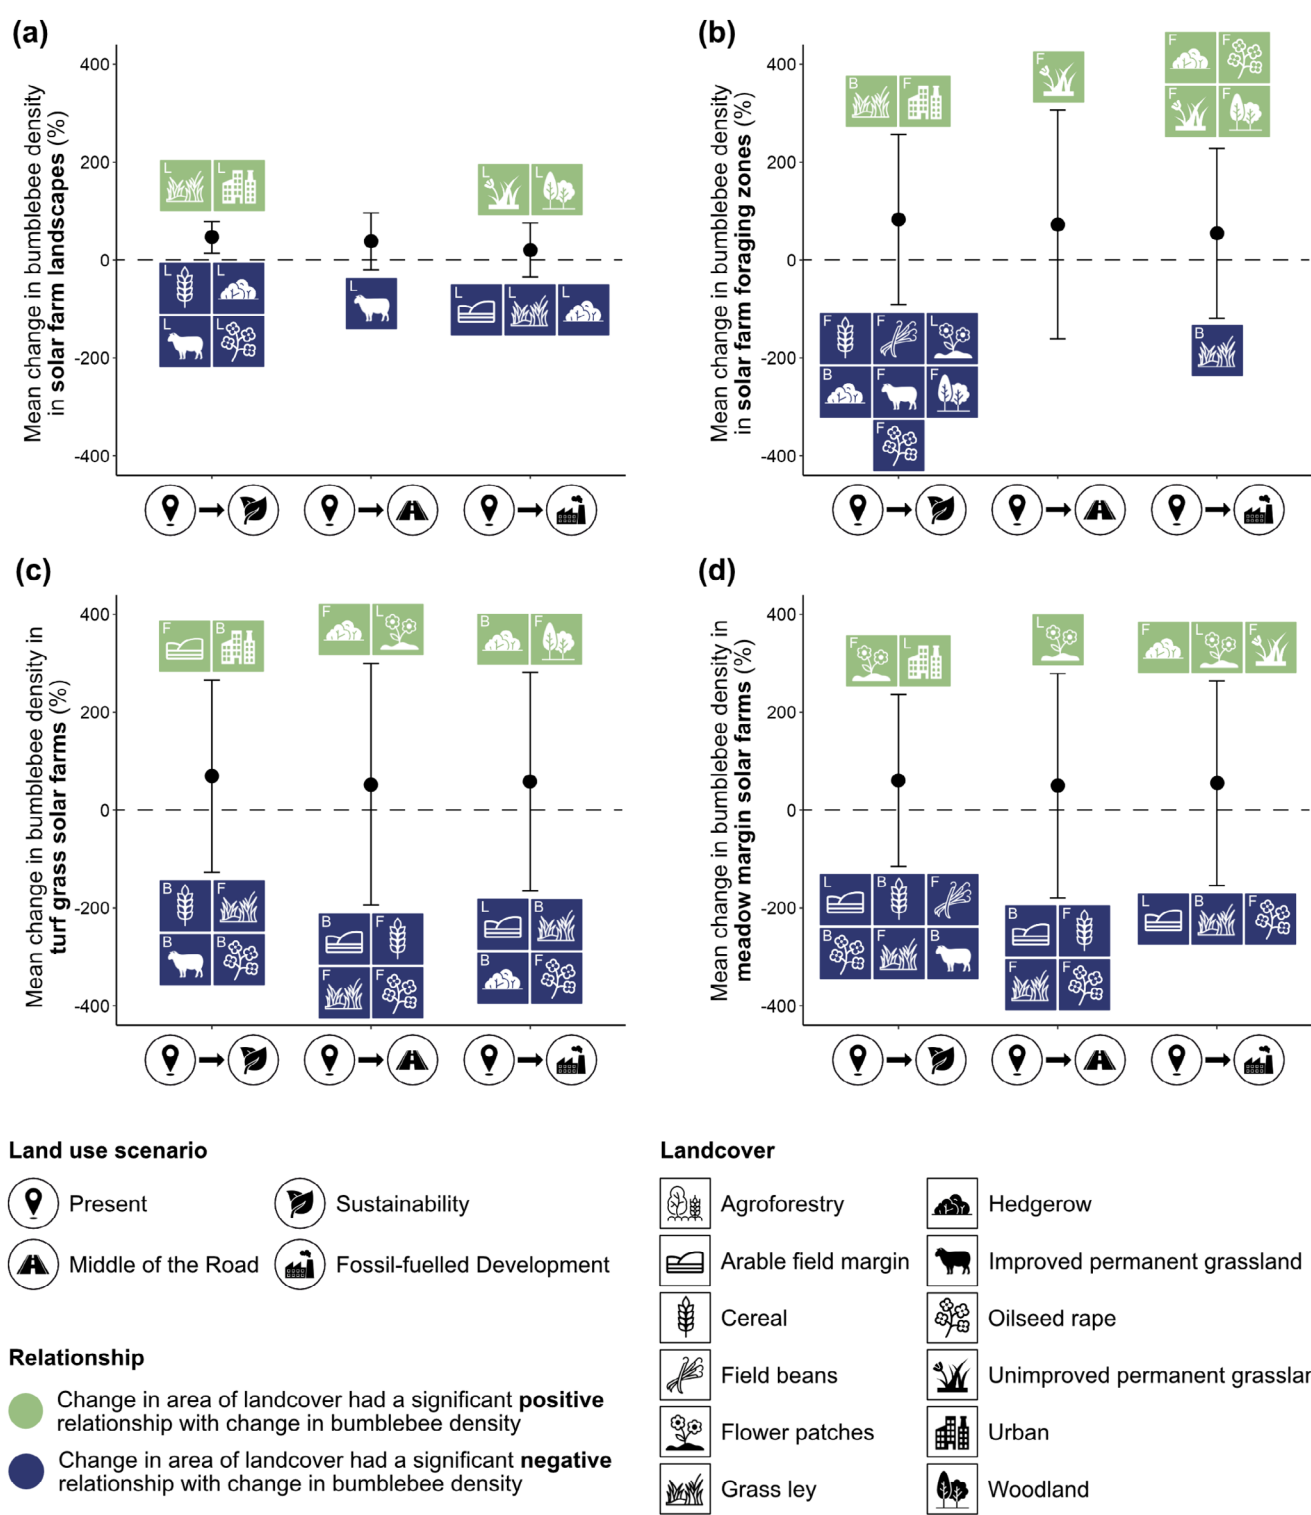 (a)
Mean change in bumblebee density
in solar farm landscapes (%)
400
200
0
-200
-400
L L
L L
L L
L
L L
L L L
(b)
Mean change in bumblebee density
in solar farm foraging zones (%)
400
200
0
-200
-400
B F
F F L
B F F
F
F
F F
F F
B
(c)
Mean change in bumblebee density in
turf grass solar farms (%)
400
200
0
-200
-400
F B
B F
B B
F L
B F
F F
B F
L B
B F
(d)
Mean change in bumblebee density in
meadow margin solar farms (%)
400
200
0
-200
-400
F L
L B F
B F B
L
B F
F F
F L F
L B F
Land use scenario
Present
Sustainability
Middle of the Road
Fossil-fuelled Development
Relationship
Change in area of landcover had a significant positive
relationship with change in bumblebee density
Change in area of landcover had a significant negative
relationship with change in bumblebee density
Landcover
Agroforestry
Hedgerow
Arable field margin
Improved permanent grassland
Cereal
Oilseed rape
Field beans
Unimproved permanent grasslar
Flower patches
Urban
Grass ley
Woodland